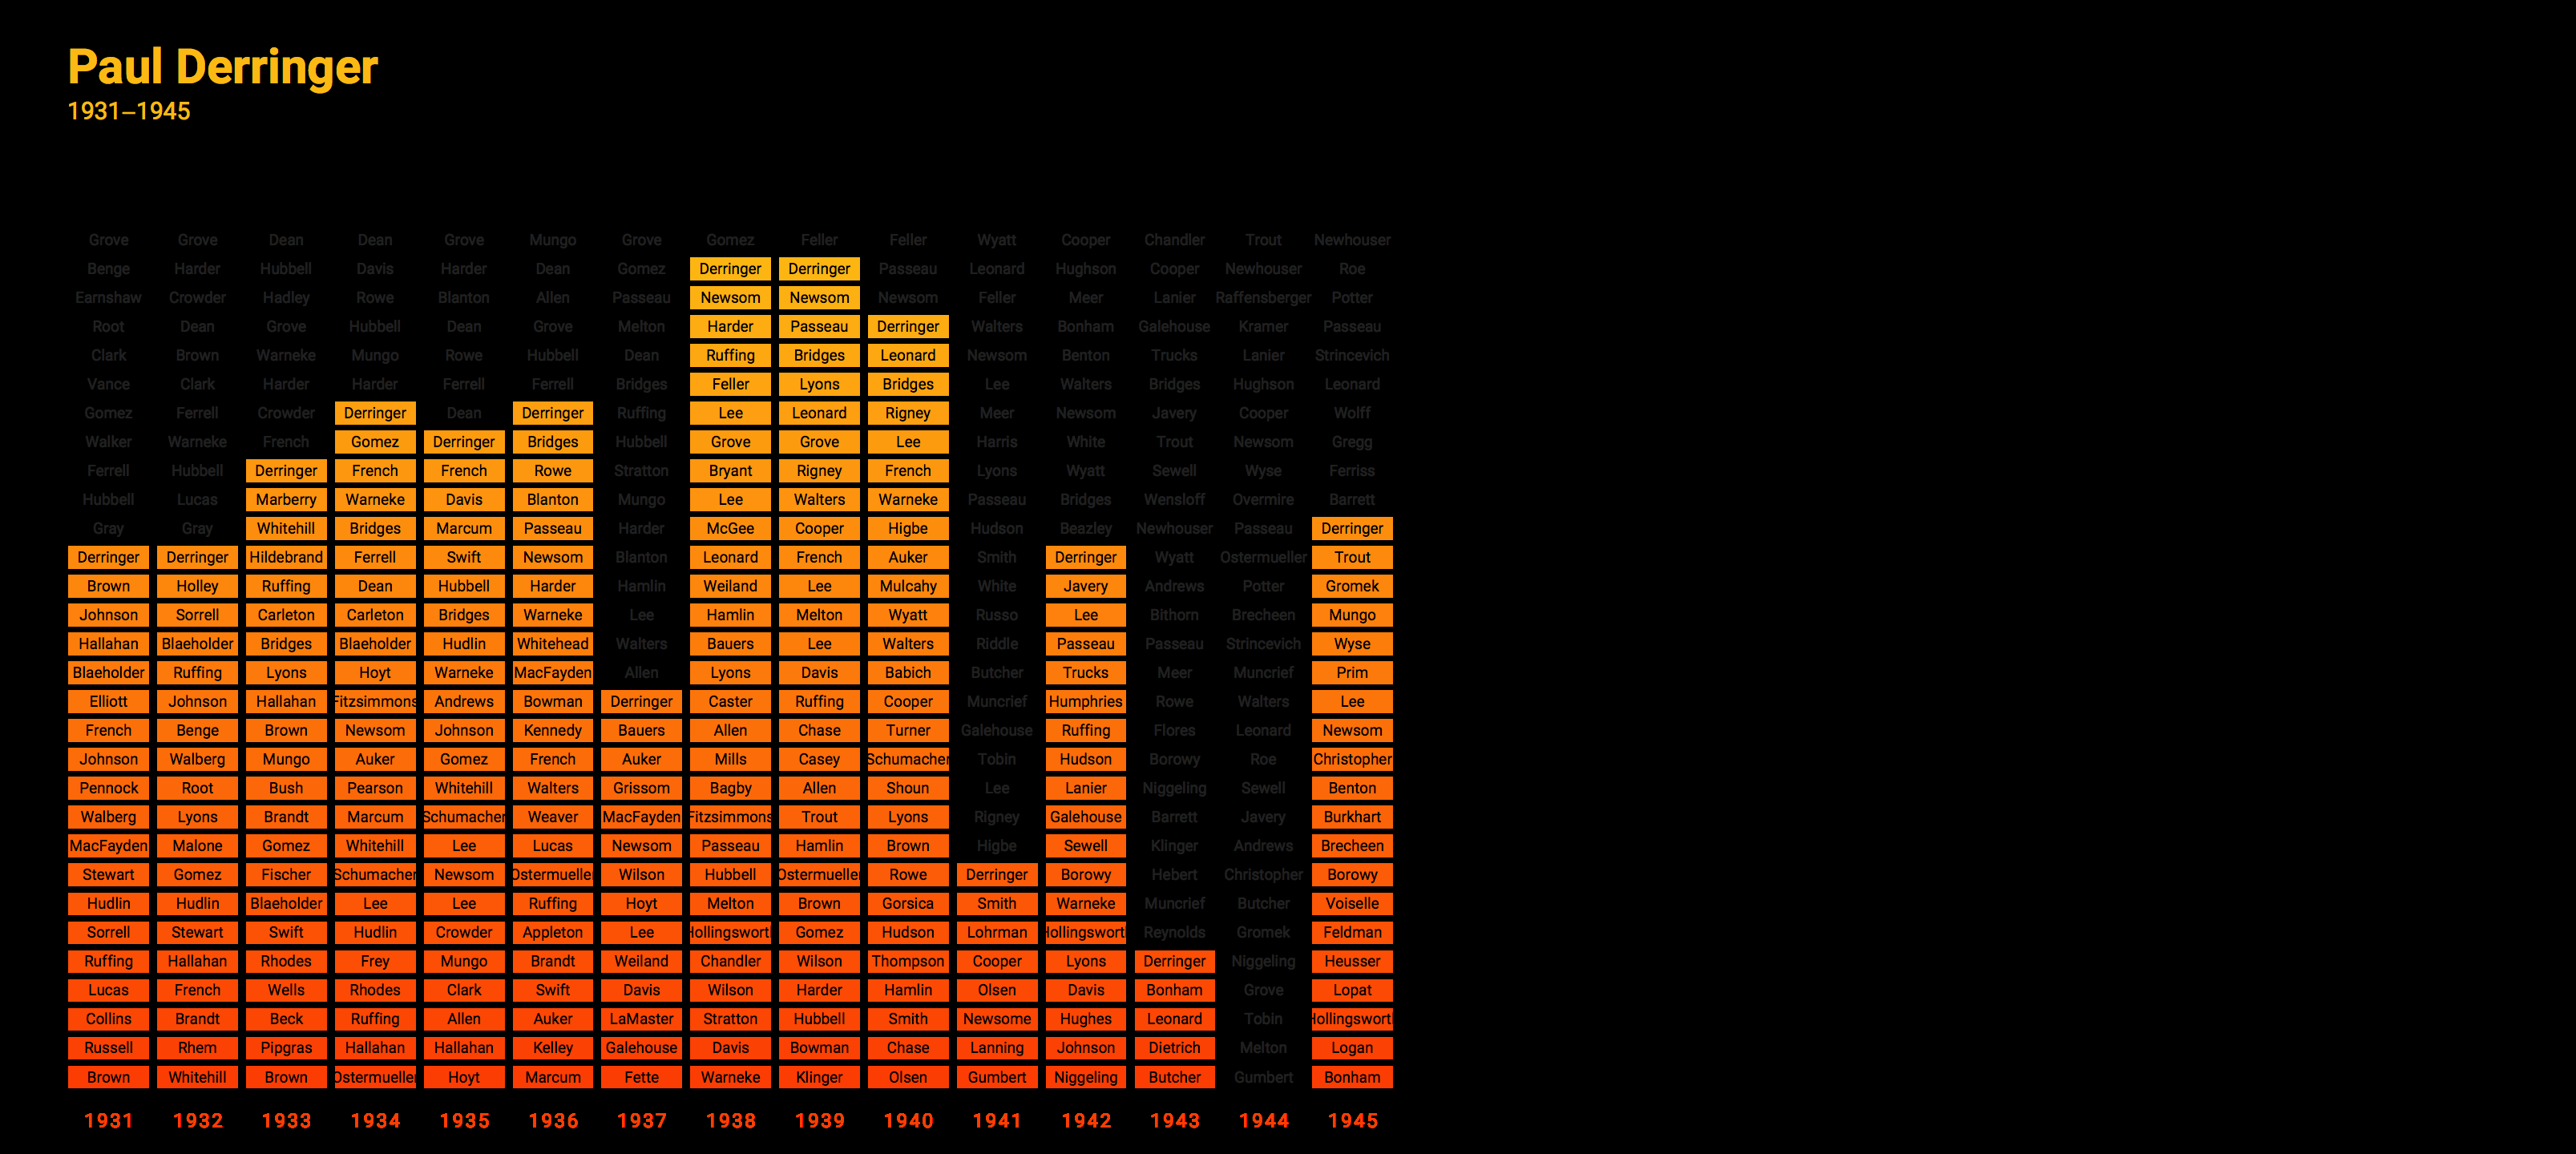 Paul Derringer
1931–1945
Grove Grove Dean Dean Grove Mungo Grove Gomez Feller Feller Wyatt Cooper Chandler Trout Newhouser
Benge Harder Hubbell Davis Harder Dean Gomez Derringer Derringer Passeau Leonard Hughson Cooper Newhouser Roe
Earnshaw Crowder Hadley Rowe Blanton Allen Passeau Newsom Newsom Newsom Feller Meer Lanier Raffensberger Potter
Root Dean Grove Hubbell Dean Grove Melton Harder Passeau Derringer Walters Bonham Galehouse Kramer Passeau
Clark Brown Warneke Mungo Rowe Hubbell Dean Ruffing Bridges Leonard Newsom Benton Trucks Lanier Strincevich
Vance Clark Harder Harder Ferrell Ferrell Bridges Feller Lyons Bridges Lee Walters Bridges Hughson Leonard
Gomez Ferrell Crowder Derringer Dean Derringer Ruffing Lee Leonard Rigney Meer Newsom Javery Cooper Wolff
Walker Warneke French Gomez Derringer Bridges Hubbell Grove Grove Lee Harris White Trout Newsom Gregg
Ferrell Hubbell Derringer French French Rowe Stratton Bryant Rigney French Lyons Wyatt Sewell Wyse Ferriss
Hubbell Lucas Marberry Warneke Davis Blanton Mungo Lee Walters Warneke Passeau Bridges Wensloff Overmire Barrett
Gray Gray Whitehill Bridges Marcum Passeau Harder McGee Cooper Higbe Hudson Beazley Newhouser Passeau Derringer
Derringer Derringer Hildebrand Ferrell Swift Newsom Blanton Leonard French Auker Smith Derringer Wyatt Ostermueller Trout
Brown Holley Ruffing Dean Hubbell Harder Hamlin Weiland Lee Mulcahy White Javery Andrews Potter Gromek
Johnson Sorrell Carleton Carleton Bridges Warneke Lee Hamlin Melton Wyatt Russo Lee Bithorn Brecheen Mungo
Hallahan Blaeholder Bridges Blaeholder Hudlin Whitehead Walters Bauers Lee Walters Riddle Passeau Passeau Strincevich Wyse
Blaeholder Ruffing Lyons Hoyt Warneke MacFayden Allen Lyons Davis Babich Butcher Trucks Meer Muncrief Prim
Elliott Johnson Hallahan Fitzsimmons Andrews Bowman Derringer Caster Ruffing Cooper Muncrief Humphries Rowe Walters Lee
French Benge Brown Newsom Johnson Kennedy Bauers Allen Chase Turner Galehouse Ruffing Flores Leonard Newsom
Johnson Walberg Mungo Auker Gomez French Auker Mills Casey Schumacher Tobin Hudson Borowy Roe Christopher
Pennock Root Bush Pearson Whitehill Walters Grissom Bagby Allen Shoun Lee Lanier Niggeling Sewell Benton
Walberg Lyons Brandt Marcum Schumacher Weaver MacFayden Fitzsimmons Trout Lyons Rigney Galehouse Barrett Javery Burkhart
MacFayden Malone Gomez Whitehill Lee Lucas Newsom Passeau Hamlin Brown Higbe Sewell Klinger Andrews Brecheen
Stewart Gomez Fischer Schumacher Newsom Ostermueller Wilson Hubbell Ostermueller Rowe Derringer Borowy Hebert Christopher Borowy
Hudlin Hudlin Blaeholder Lee Lee Ruffing Hoyt Melton Brown Gorsica Smith Warneke Muncrief Butcher Voiselle
Sorrell Stewart Swift Hudlin Crowder Appleton Lee Hollingsworth Gomez Hudson Lohrman Hollingsworth Reynolds Gromek Feldman
Ruffing Hallahan Rhodes Frey Mungo Brandt Weiland Chandler Wilson Thompson Cooper Lyons Derringer Niggeling Heusser
Lucas French Wells Rhodes Clark Swift Davis Wilson Harder Hamlin Olsen Davis Bonham Grove Lopat
Collins Brandt Beck Ruffing Allen Auker LaMaster Stratton Hubbell Smith Newsome Hughes Leonard Tobin Hollingsworth
Russell Rhem Pipgras Hallahan Hallahan Kelley Galehouse Davis Bowman Chase Lanning Johnson Dietrich Melton Logan
Brown Whitehill Brown Ostermueller Hoyt Marcum Fette Warneke Klinger Olsen Gumbert Niggeling Butcher Gumbert Bonham
1931 1932 1933 1934 1935 1936 1937 1938 1939 1940 1941 1942 1943 1944 1945